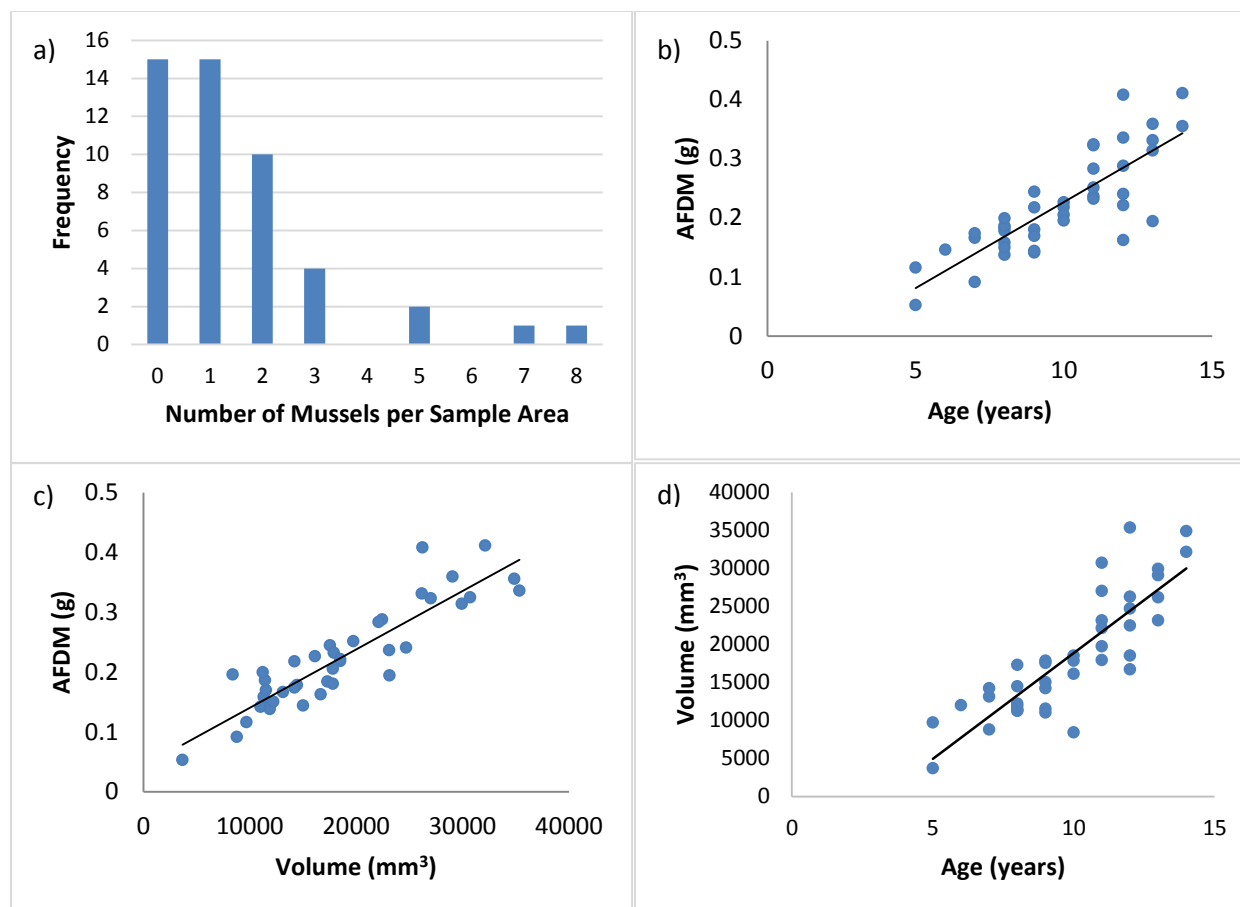 a)
16
14
12
10
8
6
4
2
0
Frequency
0 1 2 3 4 5 6 7 8
Number of Mussels per Sample Area
b)
0.5
0.4
0.3
0.2
0.1
0
AFDM (g)
0 5 10 15
Age (years)
c)
0.5
0.4
0.3
0.2
0.1
0
AFDM (g)
0 10000 20000 30000 40000
Volume (mm³)
d)
40000
35000
30000
25000
20000
15000
10000
5000
0
Volume (mm³)
0 5 10 15
Age (years)